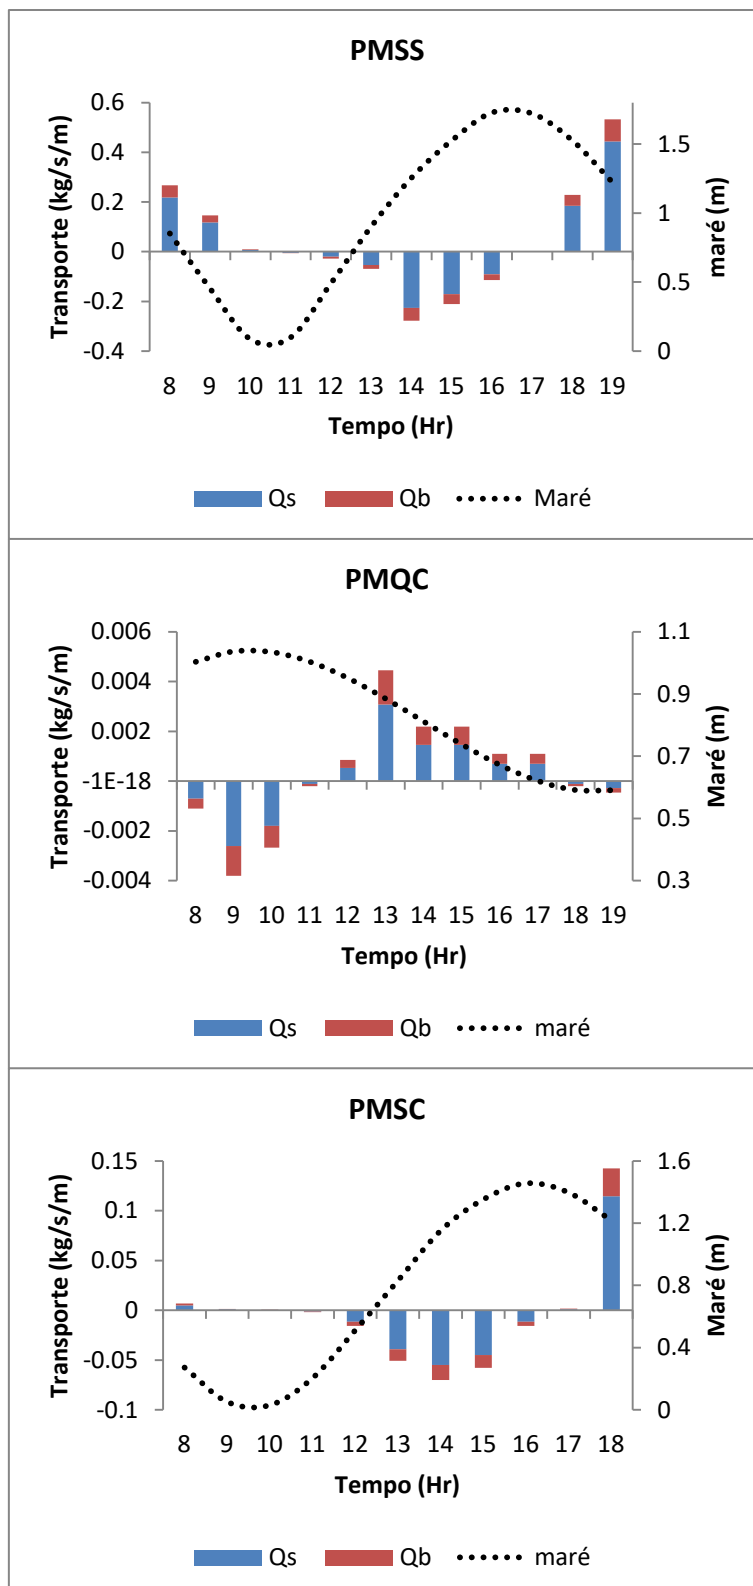 PMSS
Transporte (kg/s/m)
0.6
0.4
0.2
0
-0.2
-0.4
1.5
1
0.5
0
maré (m)
8 9 10 11 12 13 14 15 16 17 18 19
Tempo (Hr)
Qs Qb Maré
PMQC
Transporte (kg/s/m)
0.006
0.004
0.002
-1E-18
-0.002
-0.004
1.1
0.9
0.7
0.5
0.3
Maré (m)
8 9 10 11 12 13 14 15 16 17 18 19
Tempo (Hr)
Qs Qb maré
PMSC
Transporte (kg/s/m)
0.15
0.1
0.05
0
-0.05
-0.1
1.6
1.2
0.8
0.4
0
Maré (m)
8 9 10 11 12 13 14 15 16 17 18
Tempo (Hr)
Qs Qb maré